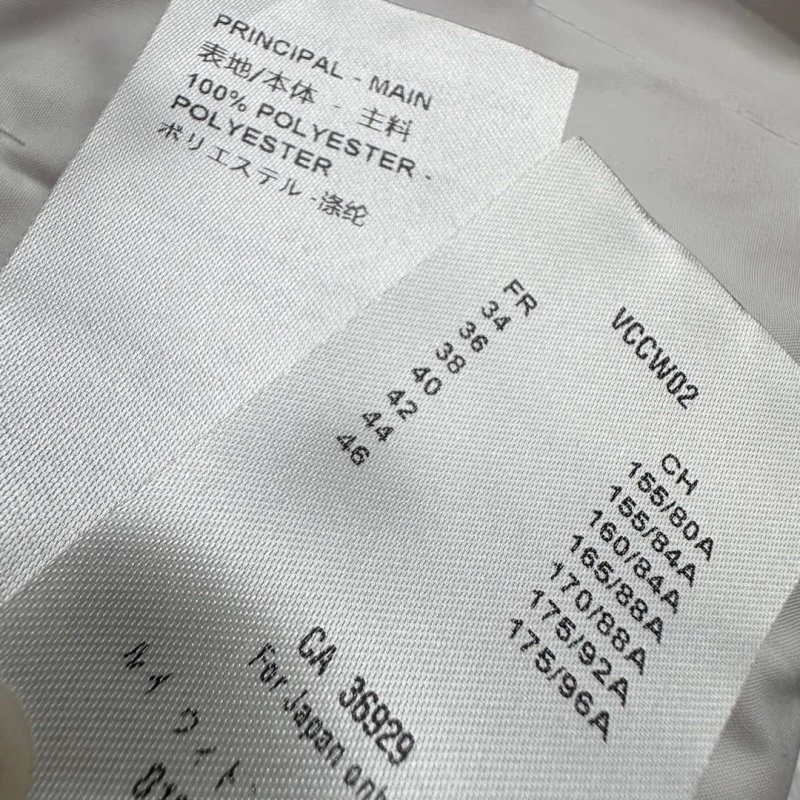 PRINCIPAL - MAIN
表地/本体 - 主料
100% POLYESTER -
POLYESTER
ポリエステル -涤纶
VCCW02
FR
34
36
38
40
42
44
46
CH
155/80A
155/84A
160/84A
165/88A
170/88A
175/92A
175/96A
CA 36929
For Japan